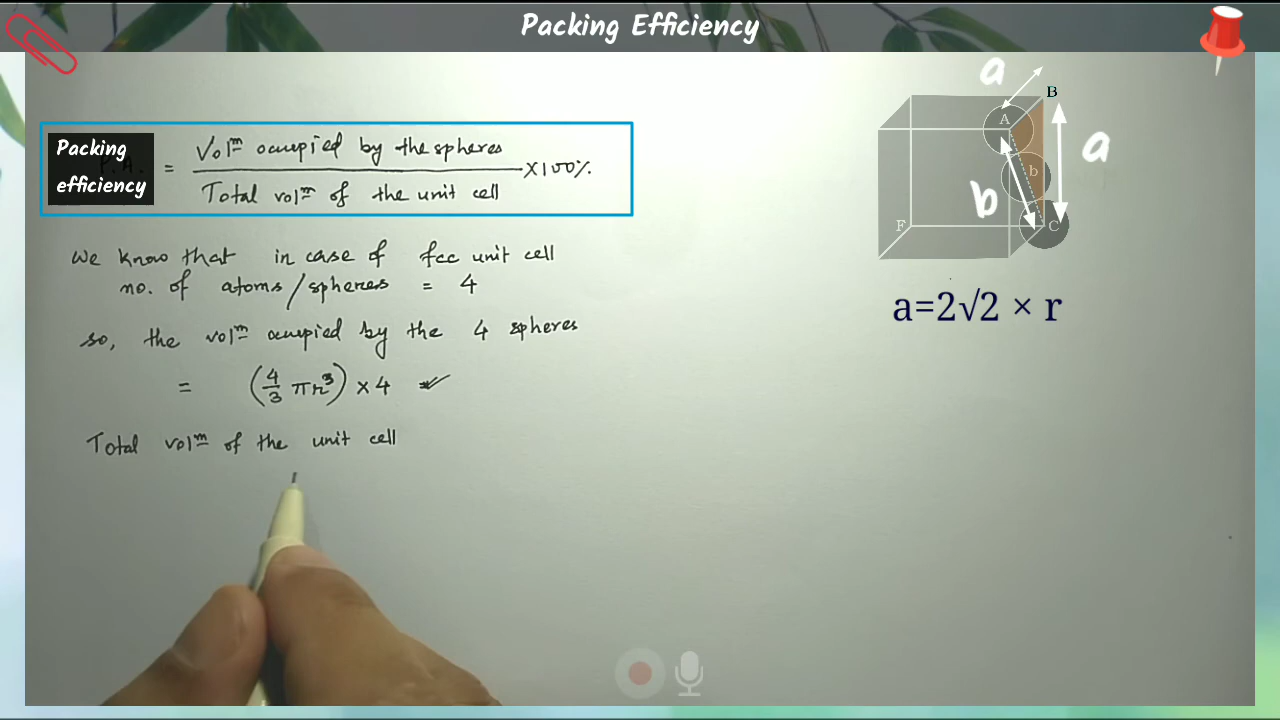 Packing Efficiency
Packing
efficiency
= Vol͟ᵐ occupied by the spheres
Total vol͟ᵐ of the unit cell
×100%
We know that in case of fcc unit cell
no. of atoms/spheres = 4
so, the vol͟ᵐ occupied by the 4 spheres
= (4/3 πr³) × 4 ✓
Total vol͟ᵐ of the unit cell
a
B
A
a
b
b
F
C
a=2√2 × r